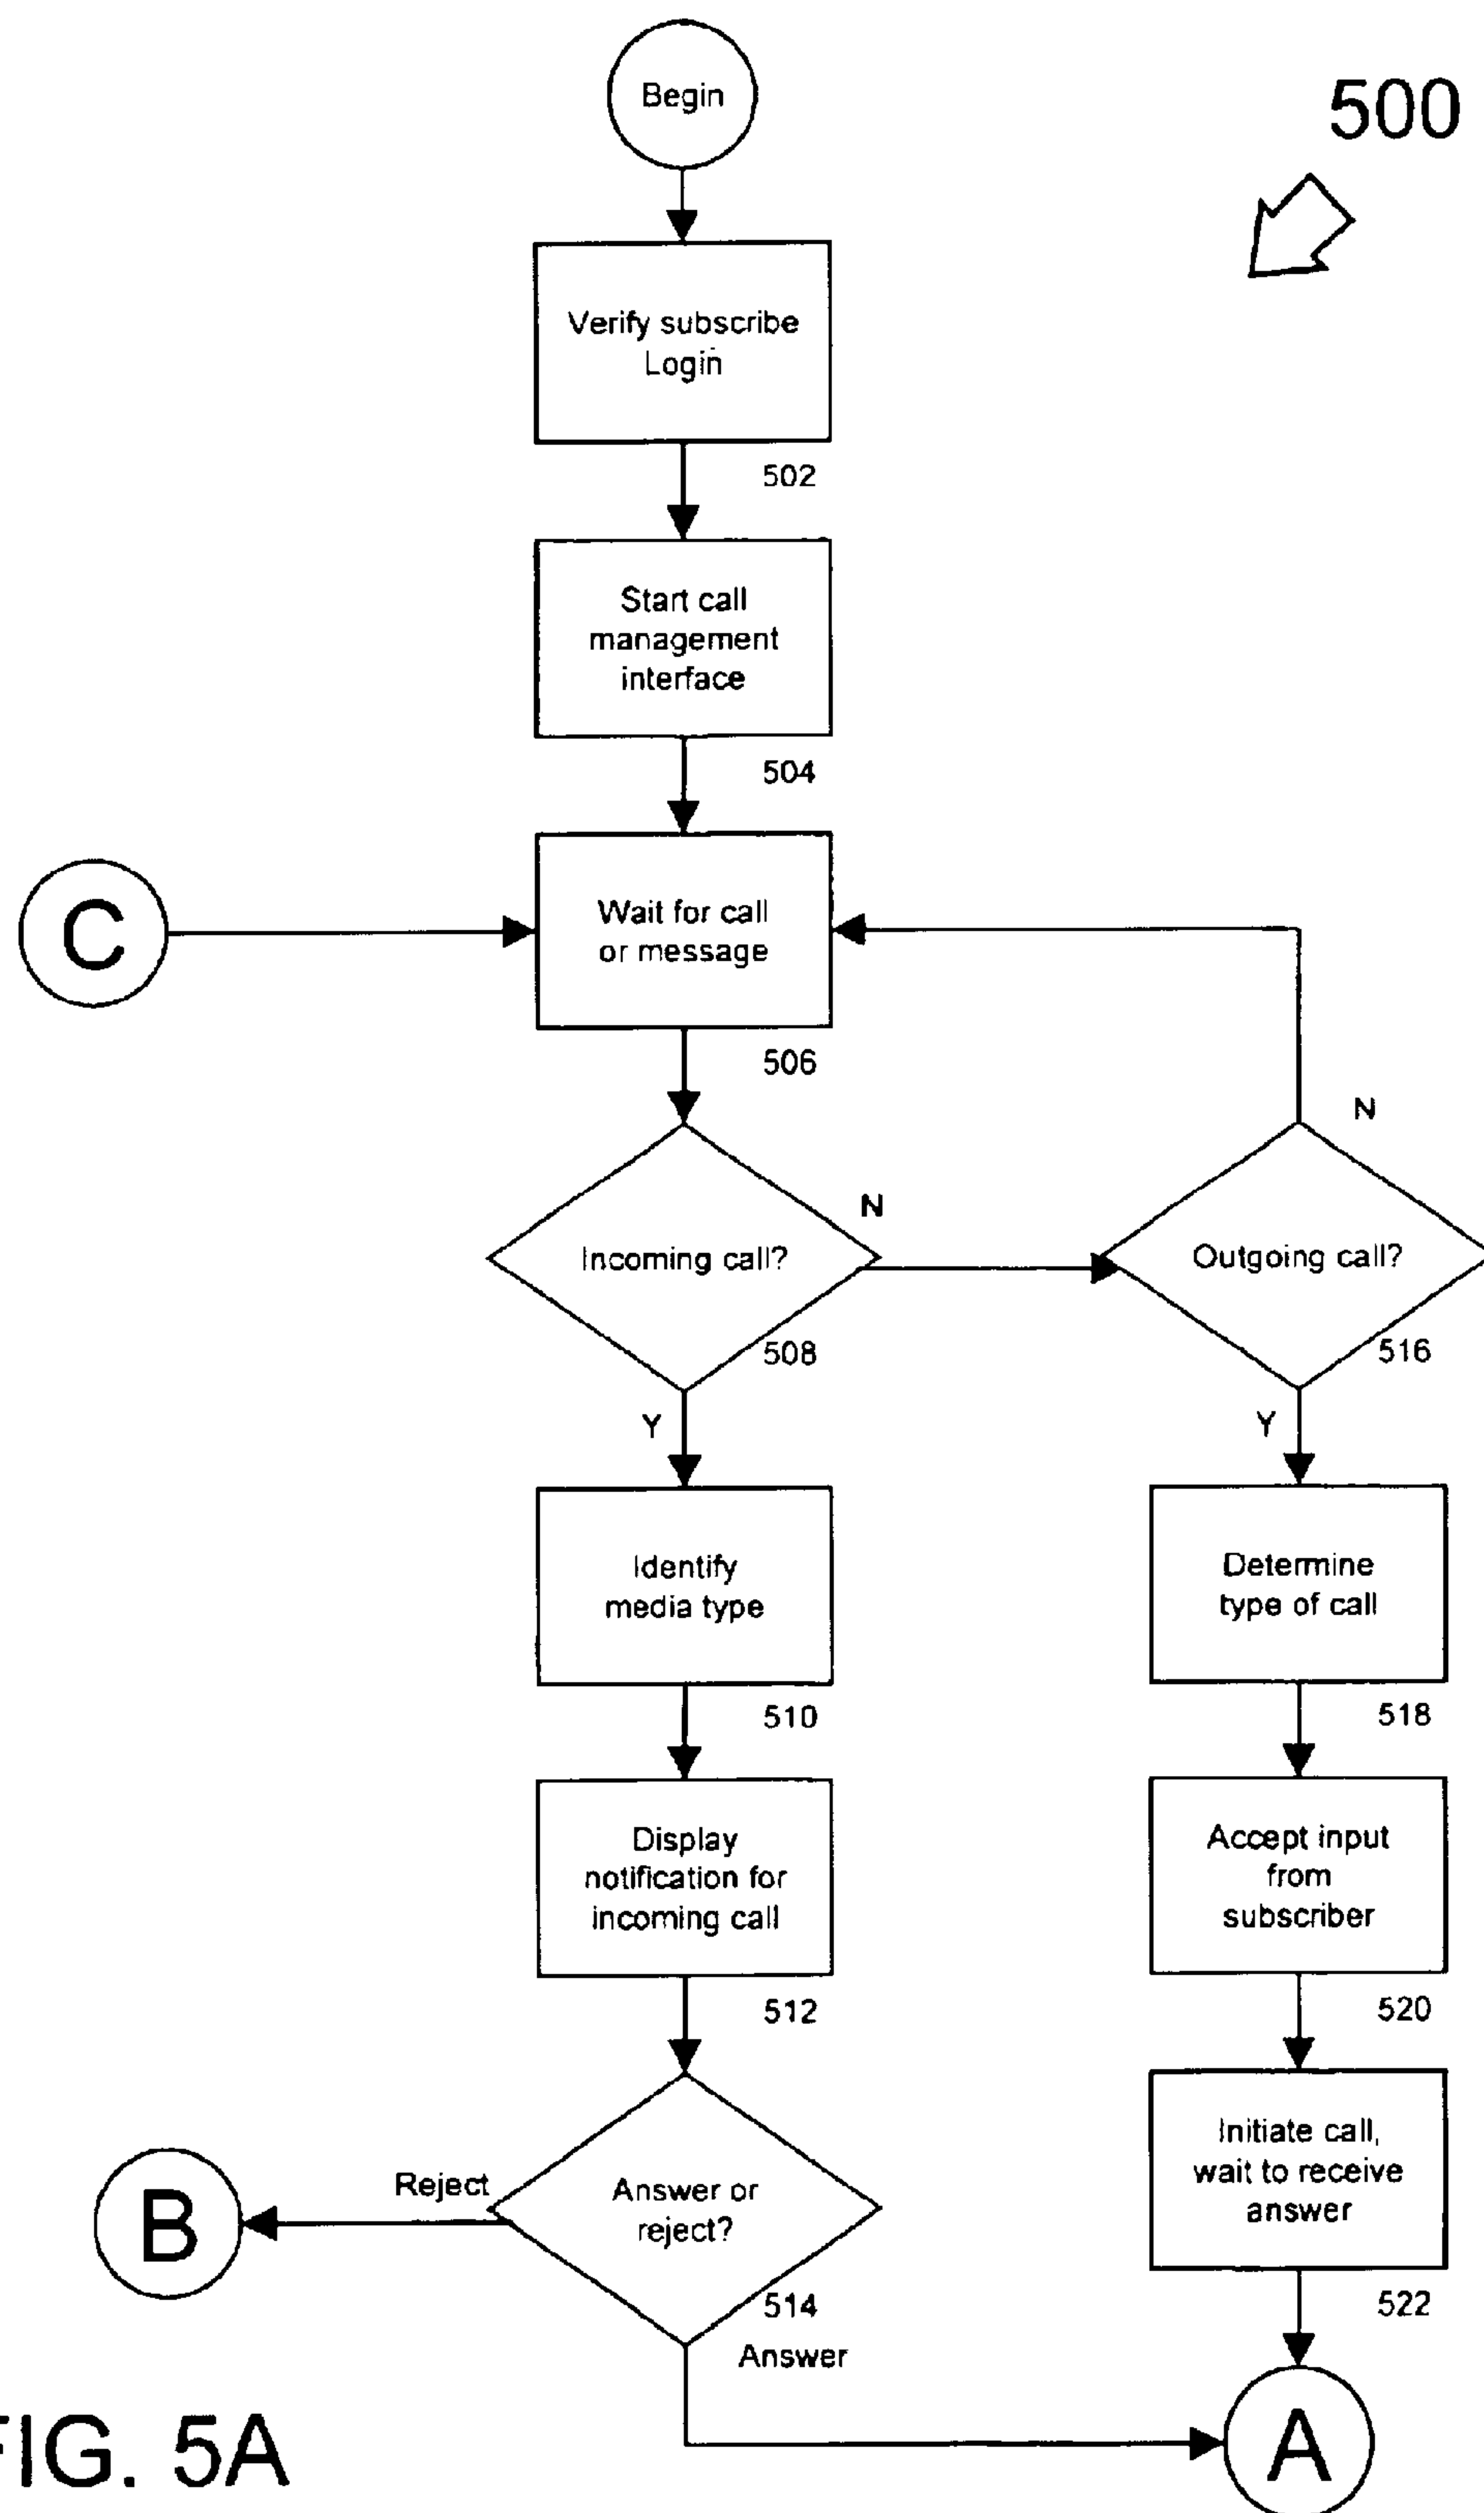 Begin
500
Verify subscribe
Login
502
Start call
management
interface
504
C
Wait for call
or message
506
N
N
Incoming call?
Outgoing call?
508
516
Y
Y
Identify
media type
Determine
type of call
510
518
Display
notification for
incoming call
Accept input
from
subscriber
512
520
Reject
B
Answer or
reject?
Initiate call,
wait to receive
answer
514
522
Answer
A
FIG. 5A